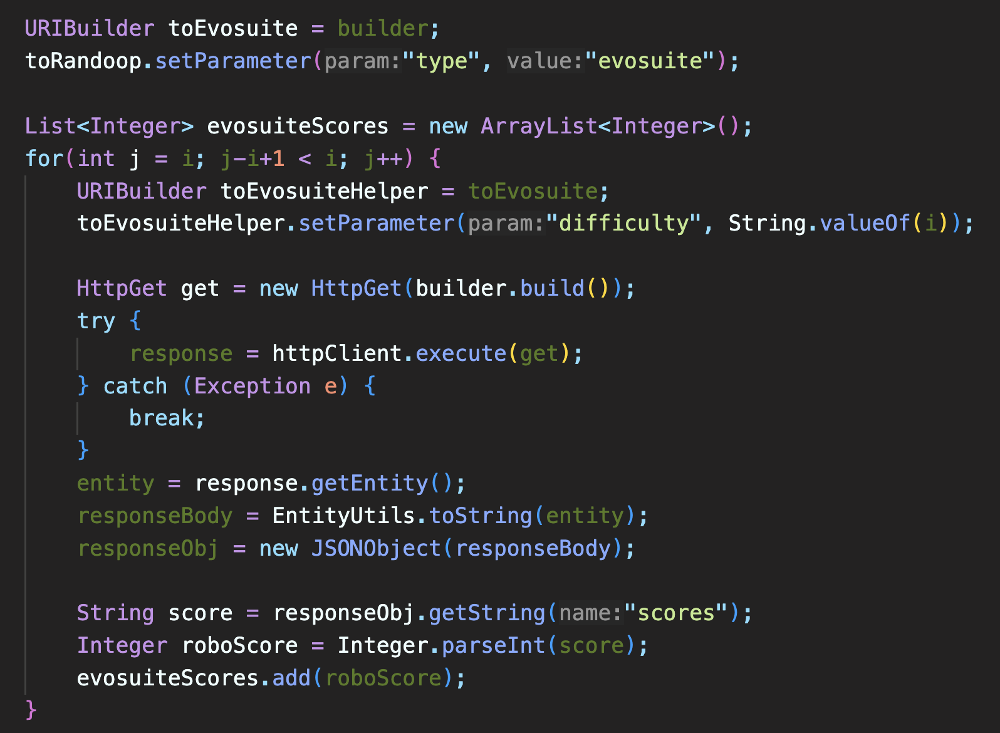 URIBuilder toEvosuite = builder;
toRandoop.setParameter(param:"type", value:"evosuite");
List<Integer> evosuiteScores = new ArrayList<Integer>();
for(int j = i; j-i+1 < i; j++) {
URIBuilder toEvosuiteHelper = toEvosuite;
toEvosuiteHelper.setParameter(param:"difficulty", String.valueOf(i));
HttpGet get = new HttpGet(builder.build());
try {
response = httpClient.execute(get);
} catch (Exception e) {
break;
}
entity = response.getEntity();
responseBody = EntityUtils.toString(entity);
responseObj = new JSONObject(responseBody);
String score = responseObj.getString(name:"scores");
Integer roboScore = Integer.parseInt(score);
evosuiteScores.add(roboScore);
}